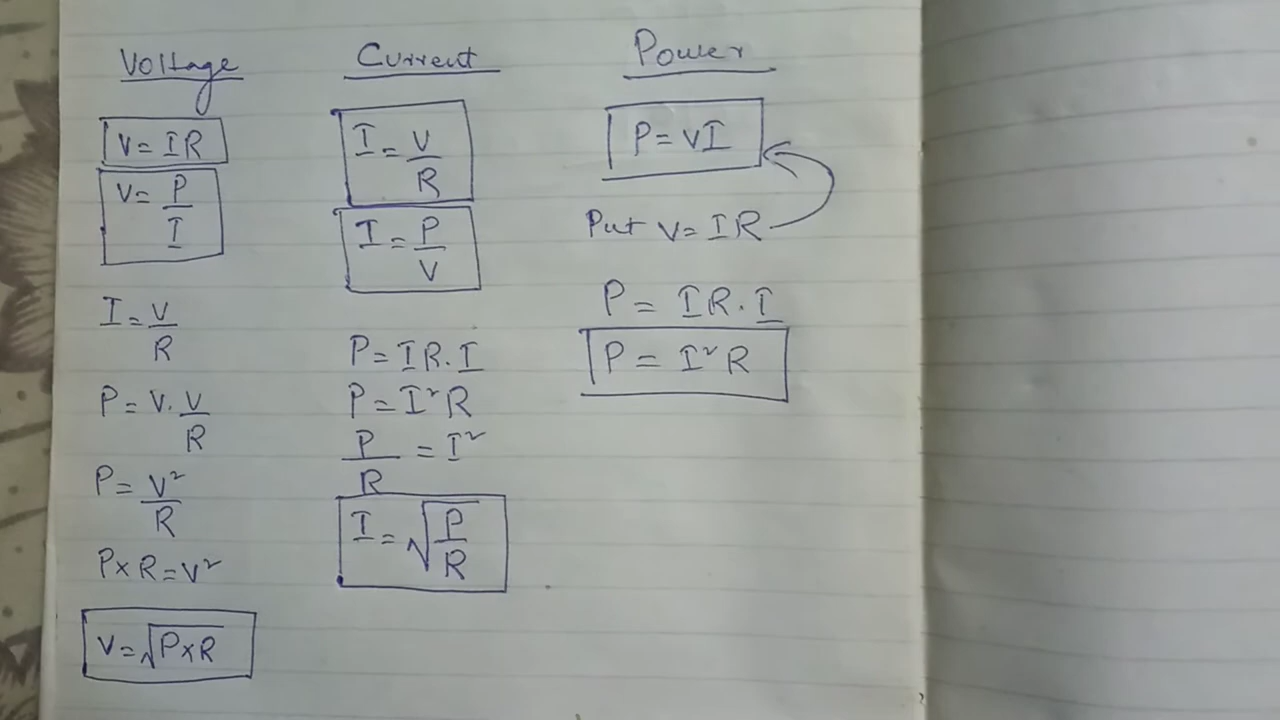 Voltage
V = IR
V = P/I
I = V/R
P = V. V/R
P = V²/R
P x R = V²
V = √(P x R)
Current
I = V/R
I = P/V
P = IR.I
P = I²R
P/R = I²
I = √(P/R)
Power
P = VI
Put V = IR
P = IR.I
P = I²R